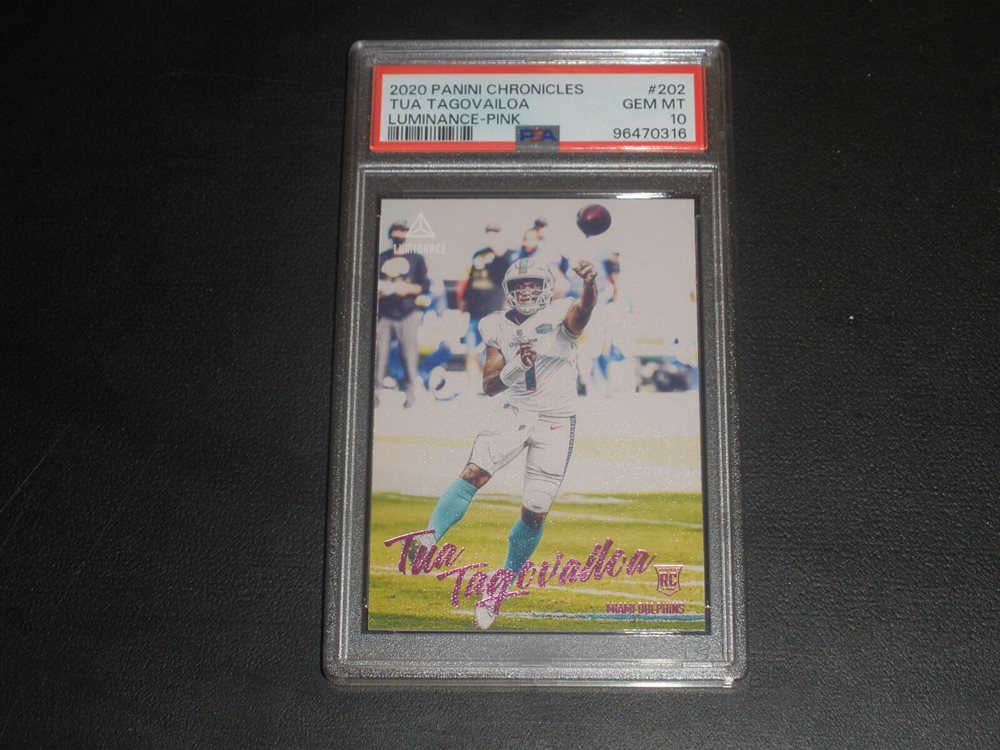 2020 PANINI CHRONICLES #202
TUA TAGOVAILOA GEM MT
LUMINANCE-PINK 10
PSA 96470316
LUMINANCE
1
Tua
Tagovailoa
RC
MIAMI DOLPHINS